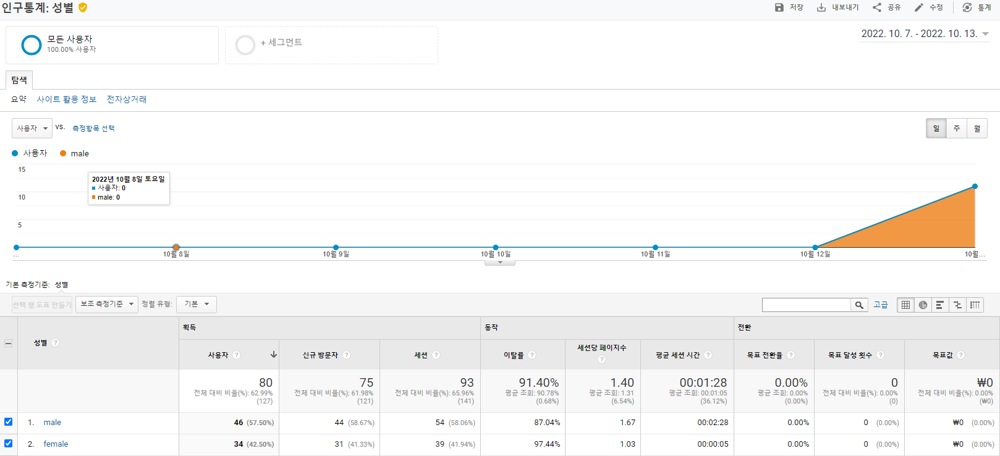 인구통계: 성별
저장 내보내기 공유 수정 통계
모든 사용자
100.00% 사용자
+ 세그먼트
2022. 10. 7. - 2022. 10. 13.
탐색
요약 사이트 활용 정보 전자상거래
사용자 vs. 측정항목 선택
일 주 월
사용자 male
15
10
5
2022년 10월 8일 토요일
사용자: 0
male: 0
... 10월 8일 10월 9일 10월 10일 10월 11일 10월 12일 10월...
기본 측정기준: 성별
선택 행 도표 만들기 보조 측정기준 정렬 유형: 기본 고급
획득 동작 전환
성별 ? 사용자 ? 신규 방문자 ? 세션 ? 이탈률 ? 세션당 페이지수 ? 평균 세션 시간 ? 목표 전환율 ? 목표 달성 횟수 ? 목표값 ?
80 75 93 91.40% 1.40 00:01:28 0.00% 0 ₩0
전체 대비 비율(%): 62.99% 전체 대비 비율(%): 61.98% 전체 대비 비율(%): 65.96% 평균 조회: 90.78% 평균 조회: 1.31 평균 조회: 00:01:05 평균 조회: 0.00% 전체 대비 비율(%): 0.00% 전체 대비 비율(%): 0.00%
(127) (121) (141) (0.68%) (6.54%) (36.12%) (0.00%) (0) (₩0)
1. male 46 (57.50%) 44 (58.67%) 54 (58.06%) 87.04% 1.67 00:02:28 0.00% 0 (0.00%) ₩0 (0.00%)
2. female 34 (42.50%) 31 (41.33%) 39 (41.94%) 97.44% 1.03 00:00:05 0.00% 0 (0.00%) ₩0 (0.00%)